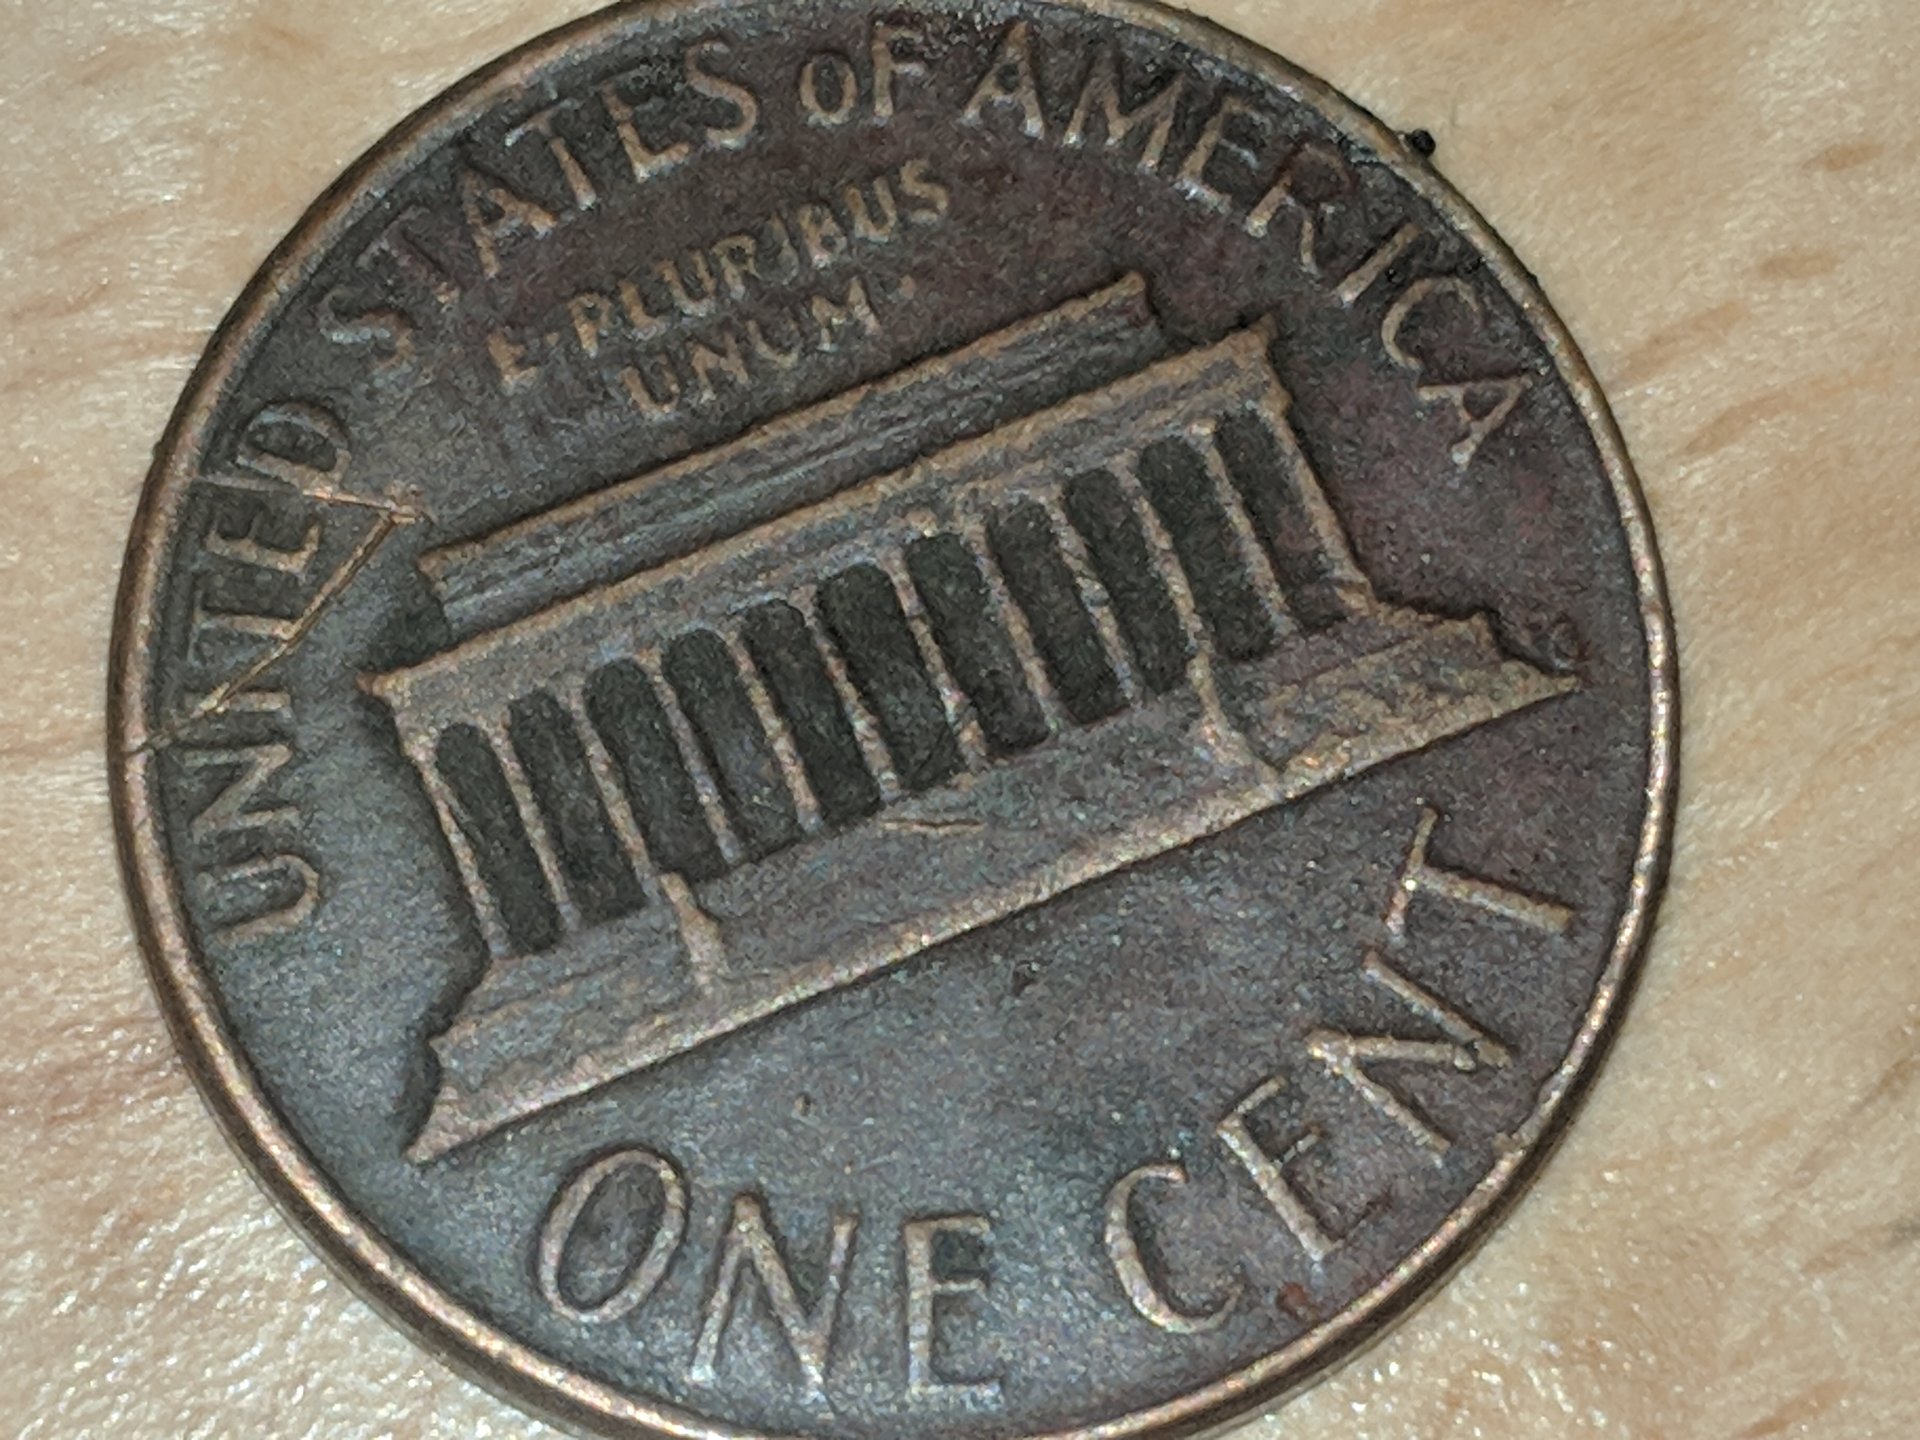 UNITED STATES OF AMERICA
E·PLURIBUS
UNUM·
ONE CENT